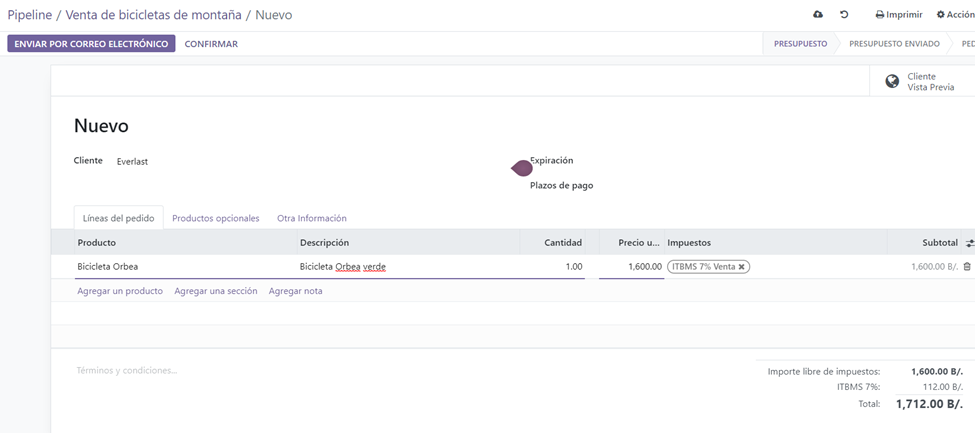 Pipeline / Venta de bicicletas de montaña / Nuevo
Imprimir
Acción
ENVIAR POR CORREO ELECTRÓNICO
CONFIRMAR
PRESUPUESTO
PRESUPUESTO ENVIADO
PED
Cliente
Vista Previa
Nuevo
Cliente Everlast
Expiración
Plazos de pago
Líneas del pedido Productos opcionales Otra Información
Producto Descripción Cantidad Precio u... Impuestos Subtotal
Bicicleta Orbea Bicicleta Orbea verde 1.00 1,600.00 ITBMS 7% Venta 1,600.00 B/.
Agregar un producto Agregar una sección Agregar nota
Términos y condiciones...
Importe libre de impuestos: 1,600.00 B/.
ITBMS 7%: 112.00 B/.
Total: 1,712.00 B/.